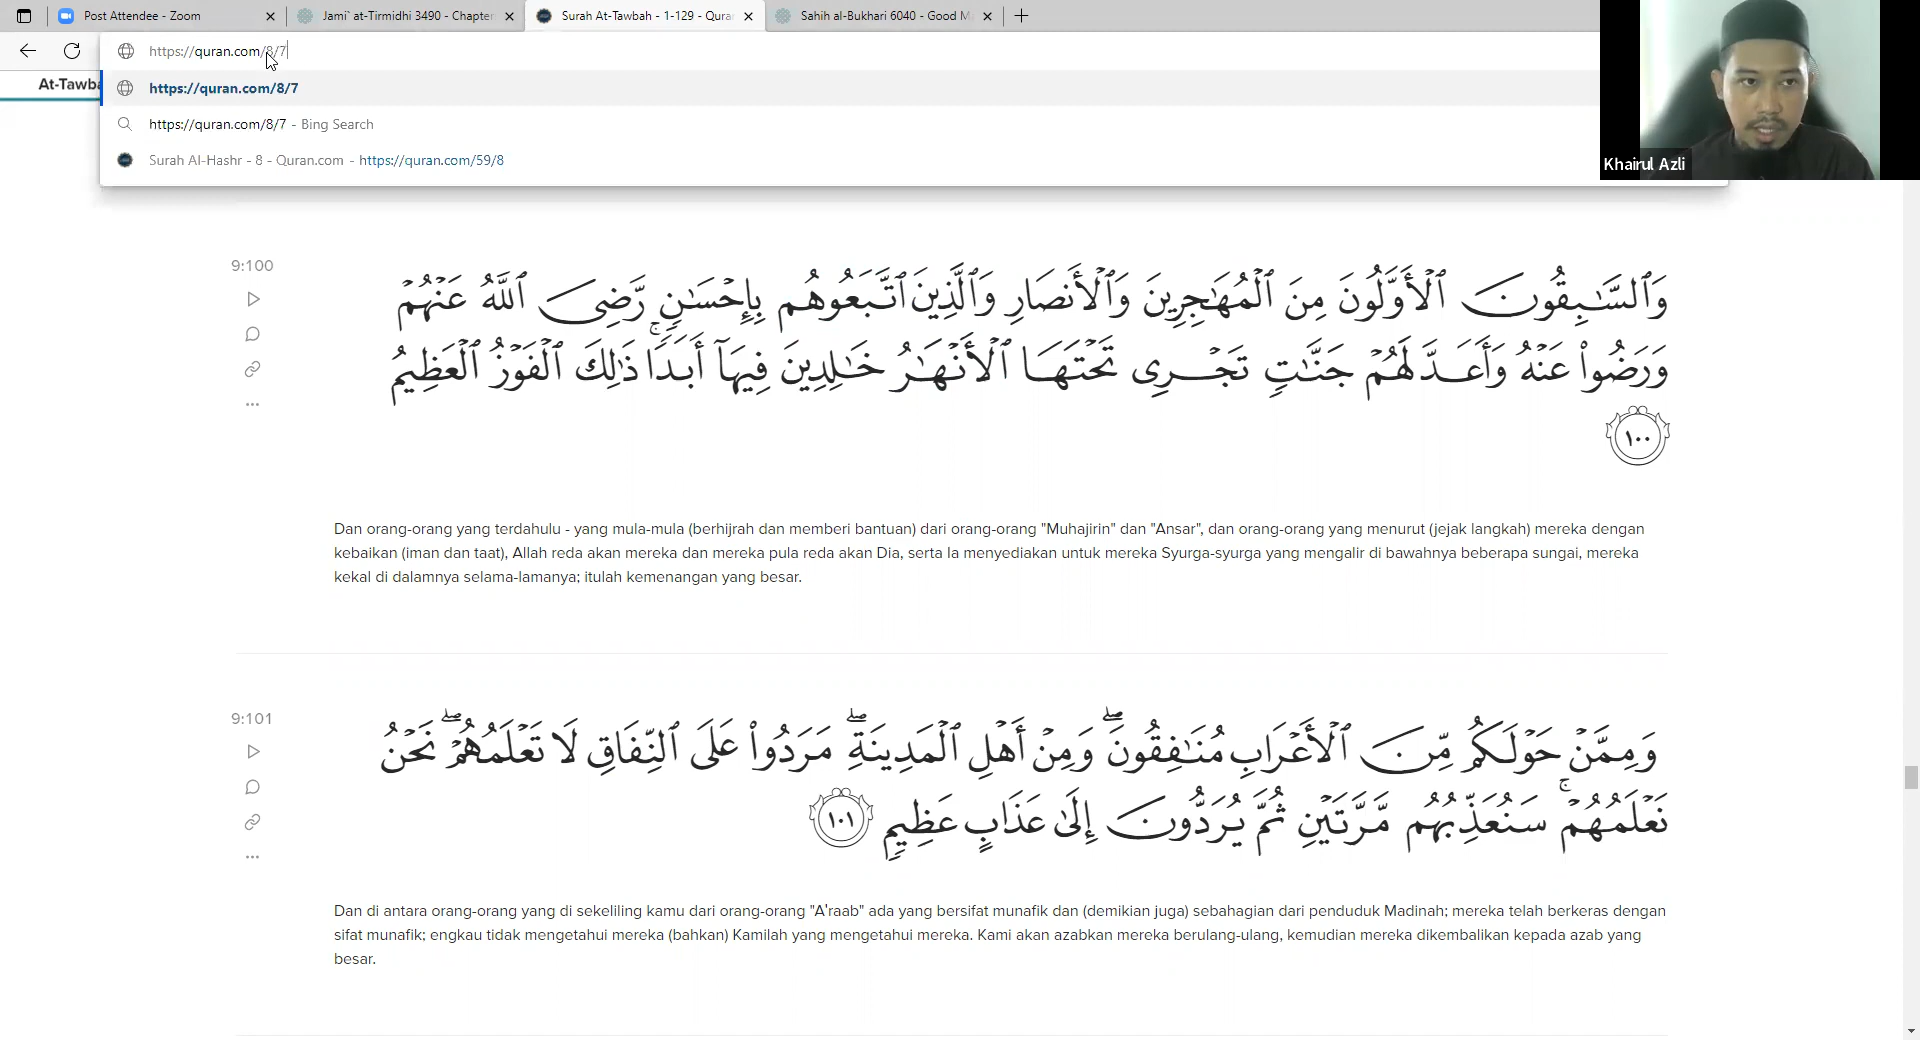 Post Attendee - Zoom
Jami` at-Tirmidhi 3490 - Chapter
Surah At-Tawbah - 1-129 - Qura
Sahih al-Bukhari 6040 - Good M
https://quran.com/8/7
At-Tawba
https://quran.com/8/7
https://quran.com/8/7 - Bing Search
Surah Al-Hashr - 8 - Quran.com - https://quran.com/59/8
Khairul Azli
9:100
وَٱلسَّـٰبِقُونَ ٱلْأَوَّلُونَ مِنَ ٱلْمُهَـٰجِرِينَ وَٱلْأَنصَارِ وَٱلَّذِينَ ٱتَّبَعُوهُم بِإِحْسَـٰنٍ رَّضِىَ ٱللَّهُ عَنْهُمْ
وَرَضُوا۟ عَنْهُ وَأَعَدَّ لَهُمْ جَنَّـٰتٍ تَجْرِى تَحْتَهَا ٱلْأَنْهَـٰرُ خَـٰلِدِينَ فِيهَآ أَبَدًا ۚ ذَٰلِكَ ٱلْفَوْزُ ٱلْعَظِيمُ
١٠٠
Dan orang-orang yang terdahulu - yang mula-mula (berhijrah dan memberi bantuan) dari orang-orang "Muhajirin" dan "Ansar", dan orang-orang yang menurut (jejak langkah) mereka dengan
kebaikan (iman dan taat), Allah reda akan mereka dan mereka pula reda akan Dia, serta Ia menyediakan untuk mereka Syurga-syurga yang mengalir di bawahnya beberapa sungai, mereka
kekal di dalamnya selama-lamanya; itulah kemenangan yang besar.
9:101
وَمِمَّنْ حَوْلَكُم مِّنَ ٱلْأَعْرَابِ مُنَـٰفِقُونَ ۖ وَمِنْ أَهْلِ ٱلْمَدِينَةِ ۖ مَرَدُوا۟ عَلَى ٱلنِّفَاقِ لَا تَعْلَمُهُمْ ۖ نَحْنُ
نَعْلَمُهُمْ ۚ سَنُعَذِّبُهُم مَّرَّتَيْنِ ثُمَّ يُرَدُّونَ إِلَىٰ عَذَابٍ عَظِيمٍ ١٠١
Dan di antara orang-orang yang di sekeliling kamu dari orang-orang "A'raab" ada yang bersifat munafik dan (demikian juga) sebahagian dari penduduk Madinah; mereka telah berkeras dengan
sifat munafik; engkau tidak mengetahui mereka (bahkan) Kamilah yang mengetahui mereka. Kami akan azabkan mereka berulang-ulang, kemudian mereka dikembalikan kepada azab yang
besar.